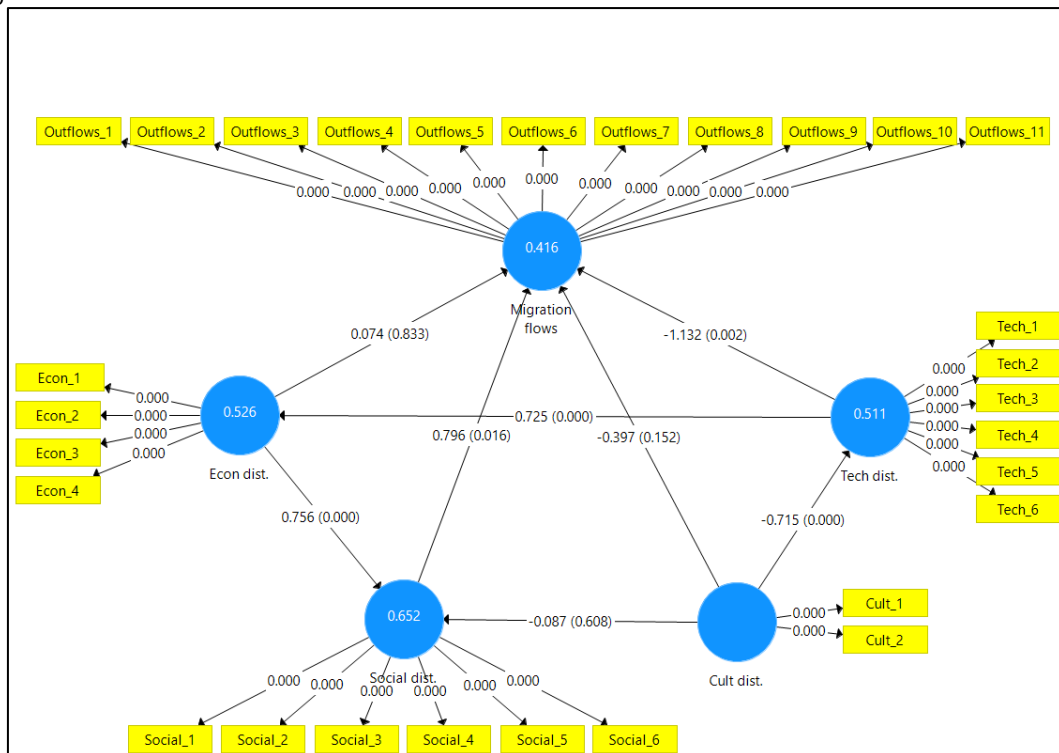 Outflows_1
Outflows_2
Outflows_3
Outflows_4
Outflows_5
Outflows_6
Outflows_7
Outflows_8
Outflows_9
Outflows_10
Outflows_11
0.000
0.000
0.000
0.000
0.000
0.000
0.000
0.000
0.000
0.000
0.000
0.416
Migration
flows
0.074 (0.833)
-1.132 (0.002)
Econ_1
Econ_2
Econ_3
Econ_4
0.000
0.000
0.000
0.000
0.526
Econ dist.
0.796 (0.016)
0.725 (0.000)
-0.397 (0.152)
0.511
Tech dist.
0.000
0.000
0.000
0.000
0.000
0.000
Tech_1
Tech_2
Tech_3
Tech_4
Tech_5
Tech_6
0.756 (0.000)
-0.715 (0.000)
0.652
Social dist.
-0.087 (0.608)
Cult dist.
0.000
0.000
Cult_1
Cult_2
0.000
0.000
0.000
0.000
0.000
0.000
Social_1
Social_2
Social_3
Social_4
Social_5
Social_6